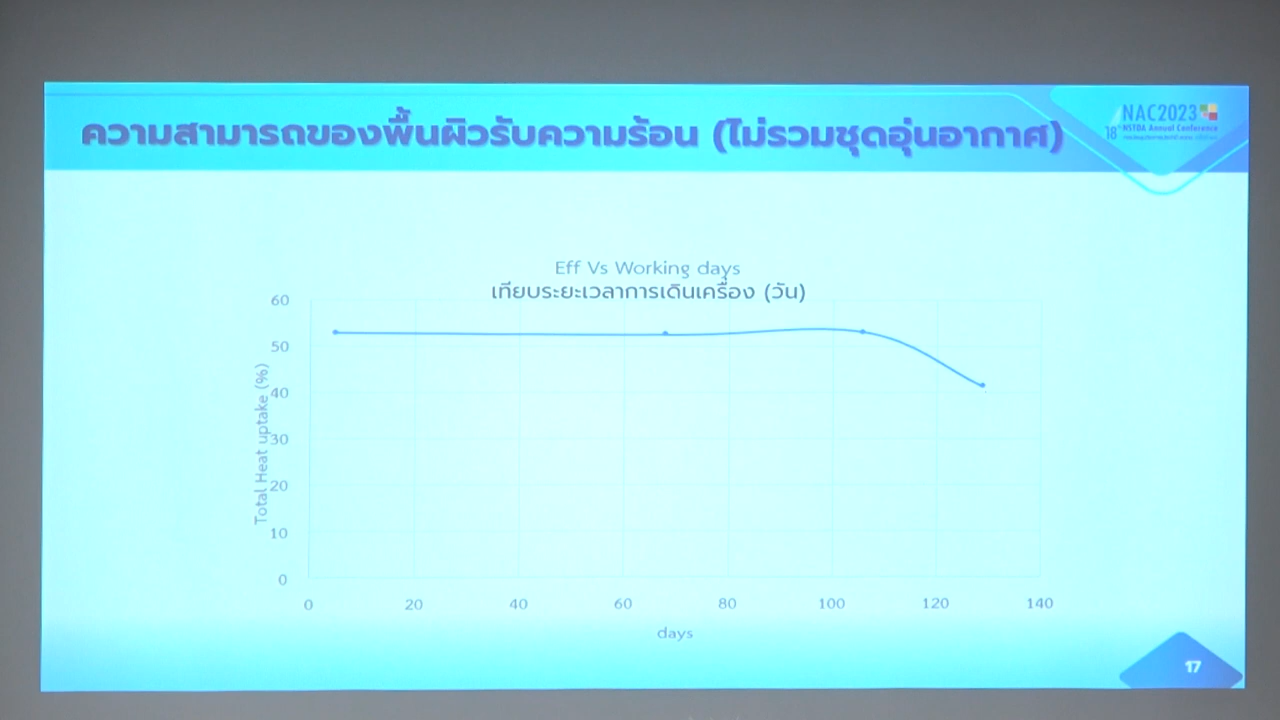 ความสามารถของพื้นผิวรับความร้อน (ไม่รวมชุดอุ่นอากาศ)
NAC2023
18th NSTDA Annual Conference
Eff Vs Working days
เทียบระยะเวลาการเดินเครื่อง (วัน)
Total Heat uptake (%)
60
50
40
30
20
10
0
0 20 40 60 80 100 120 140
days
17